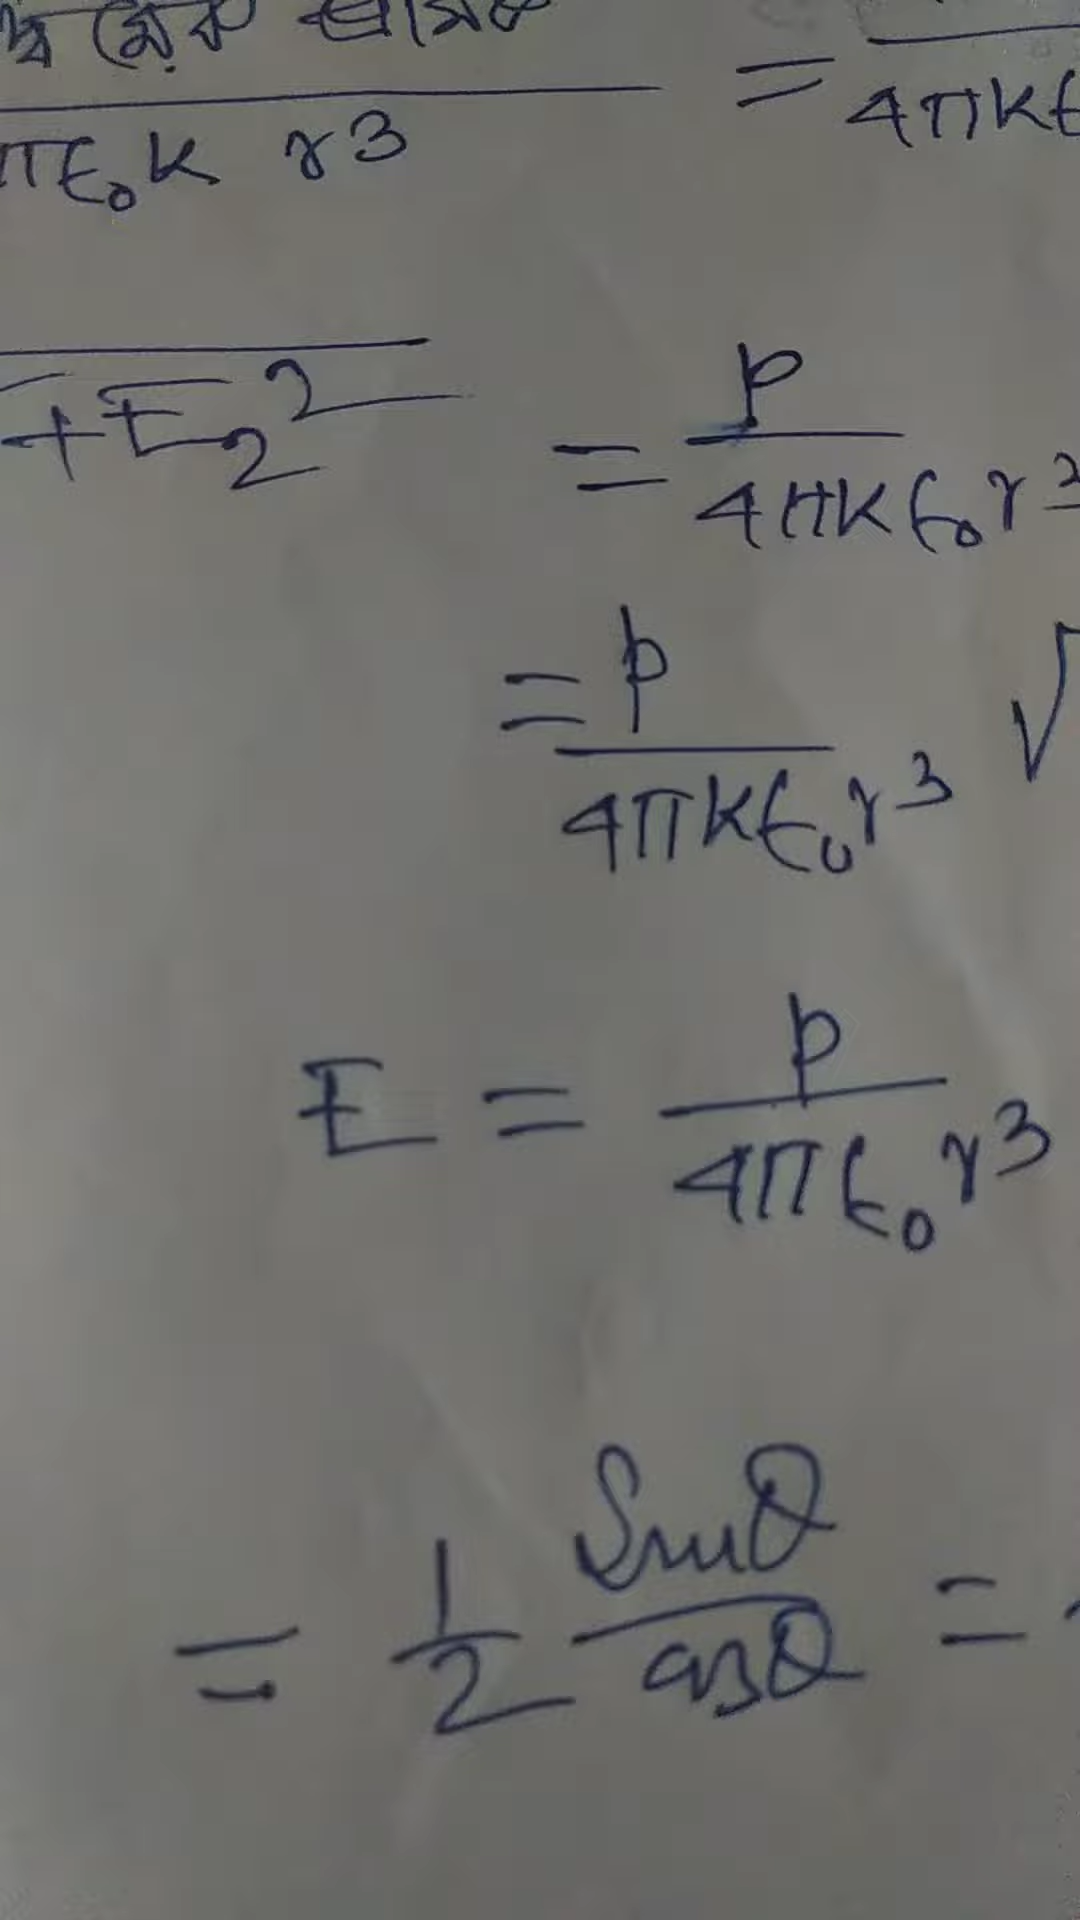 = 4πKϵ
πϵ₀K r3
+E₂² = p / 4πKϵ₀r³
= p / 4πKϵ₀r³ √
E = p / 4πϵ₀r³
= 1/2 Sinθ/cosθ =